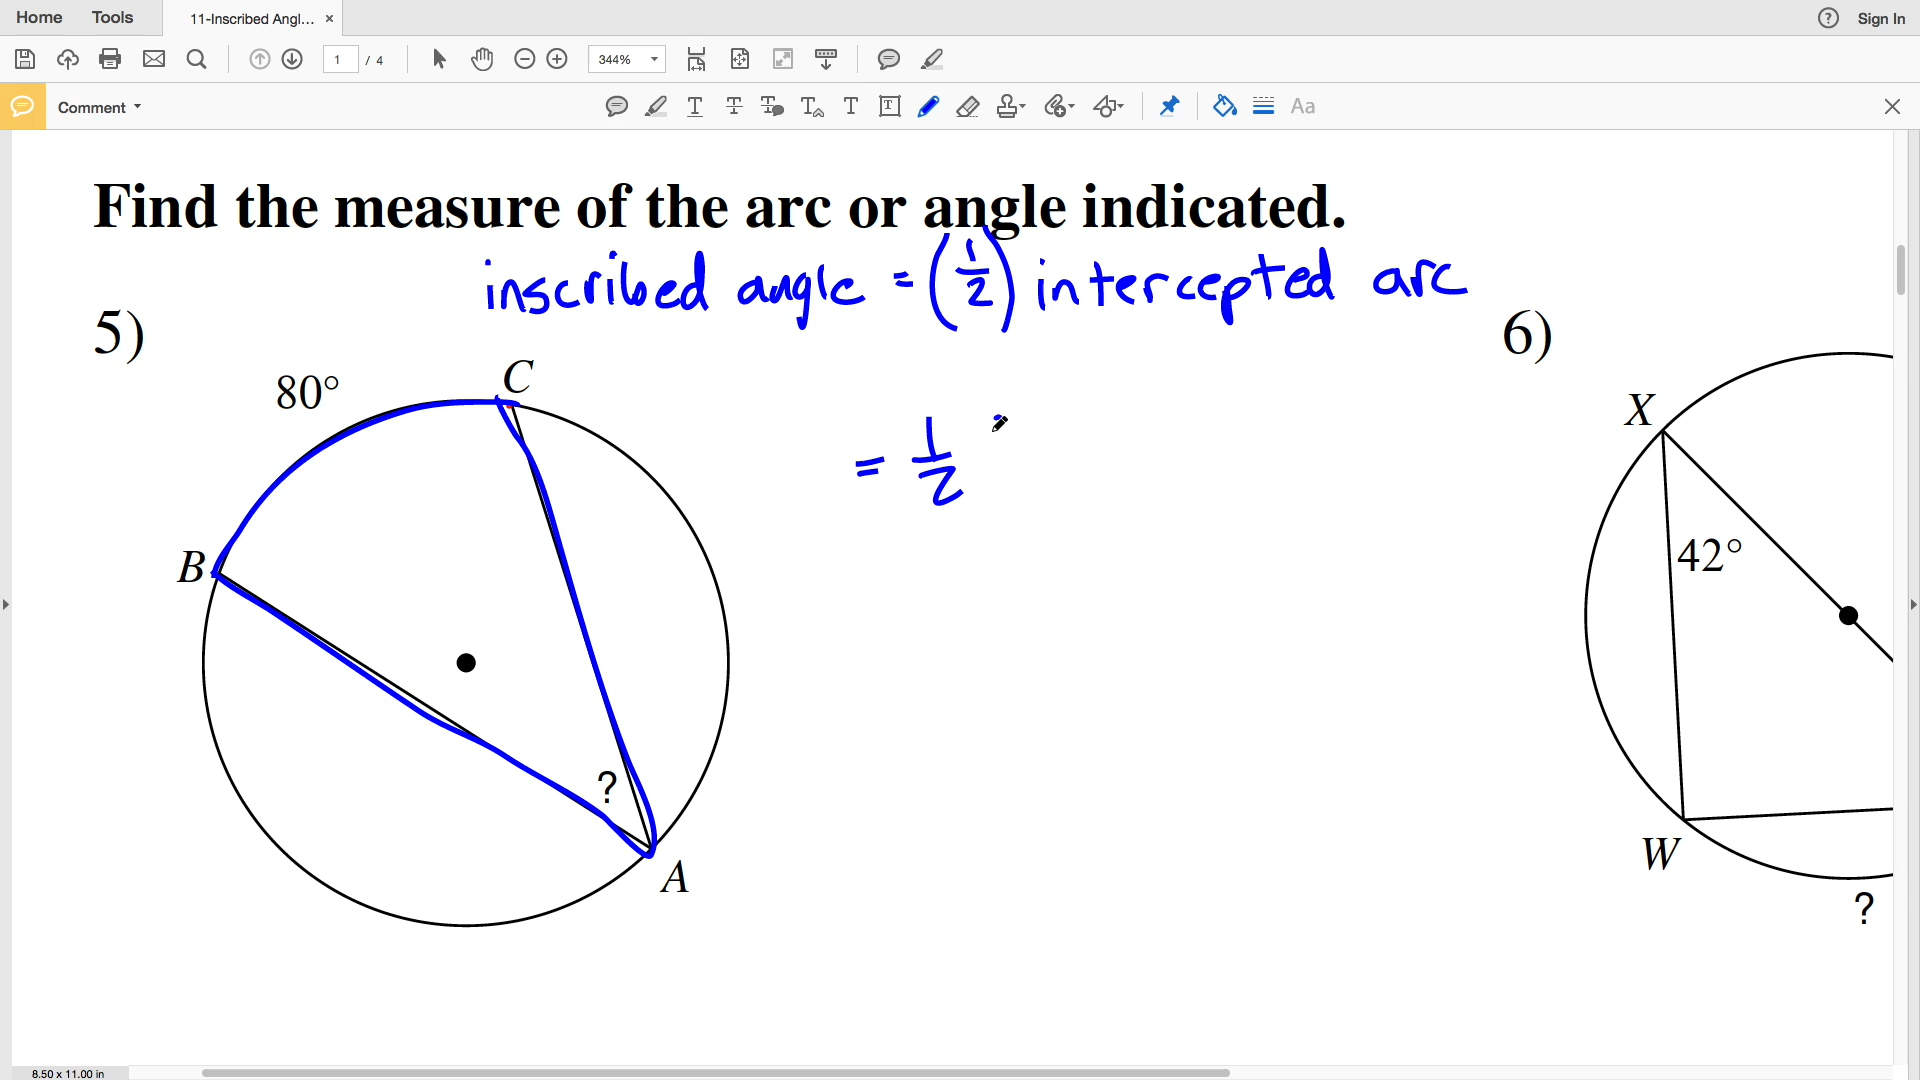 Home Tools 11-Inscribed Angl... × ? Sign In
1 / 4 344%
Comment T T T T T T Aa
Find the measure of the arc or angle indicated.
inscribed angle = (1/2) intercepted arc
5)
6)
80°
C
X
= 1/2
B
42°
?
A
W
?
8.50 x 11.00 in